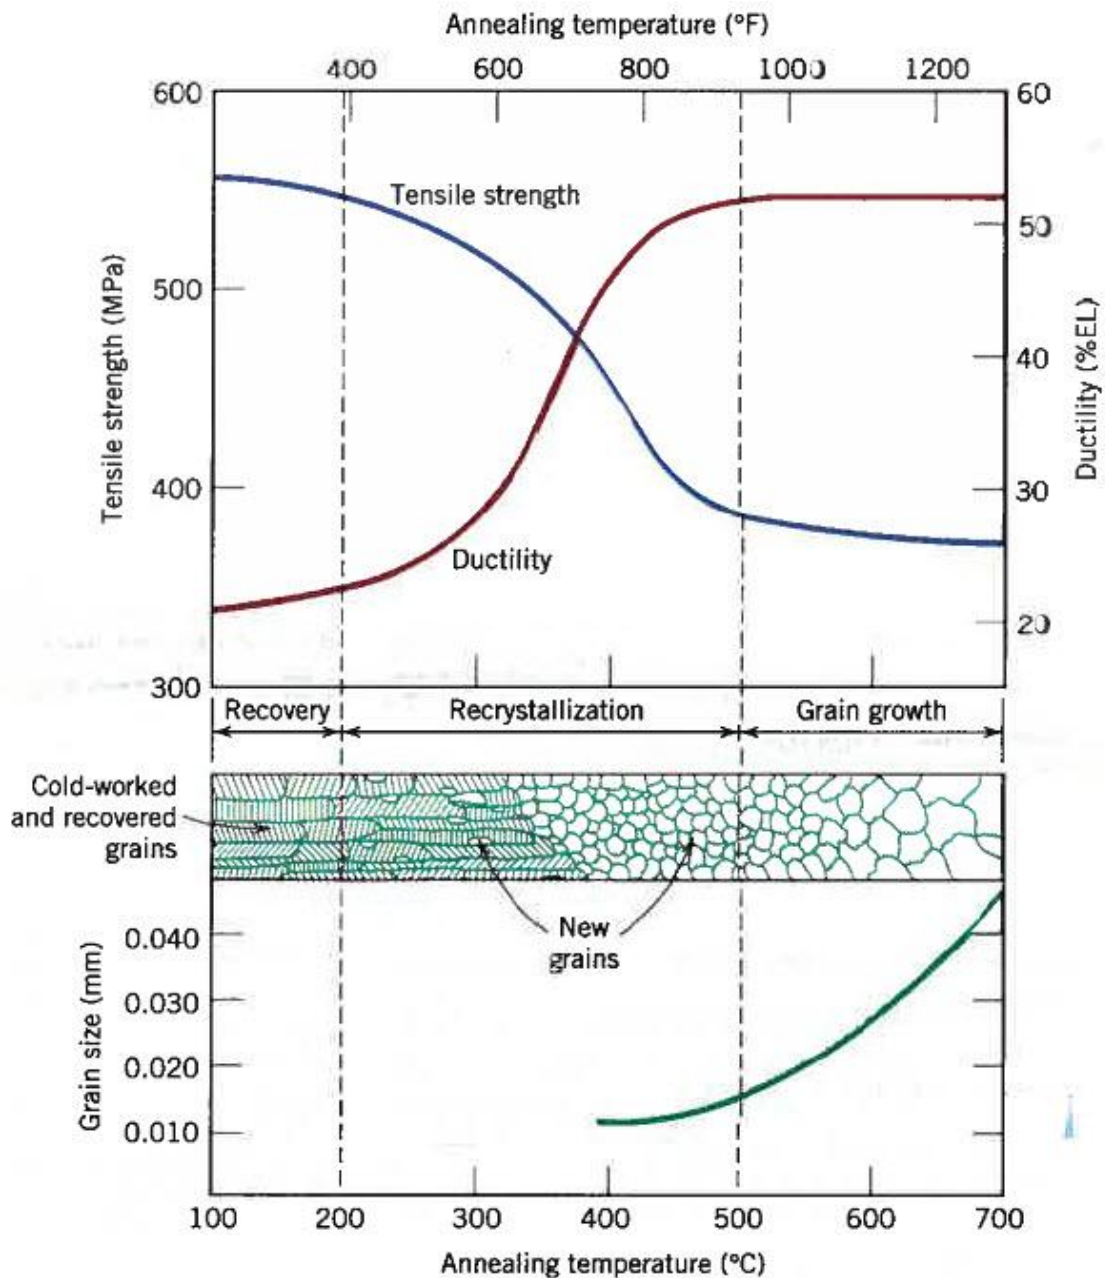 Annealing temperature (°F)
400 600 800 1000 1200
600
60
Tensile strength
50
500
Tensile strength (MPa)
Ductility (%EL)
40
400
30
Ductility
20
300
Recovery
Recrystallization
Grain growth
Cold-worked
and recovered
grains
New
grains
0.040
0.030
Grain size (mm)
0.020
0.010
100 200 300 400 500 600 700
Annealing temperature (°C)